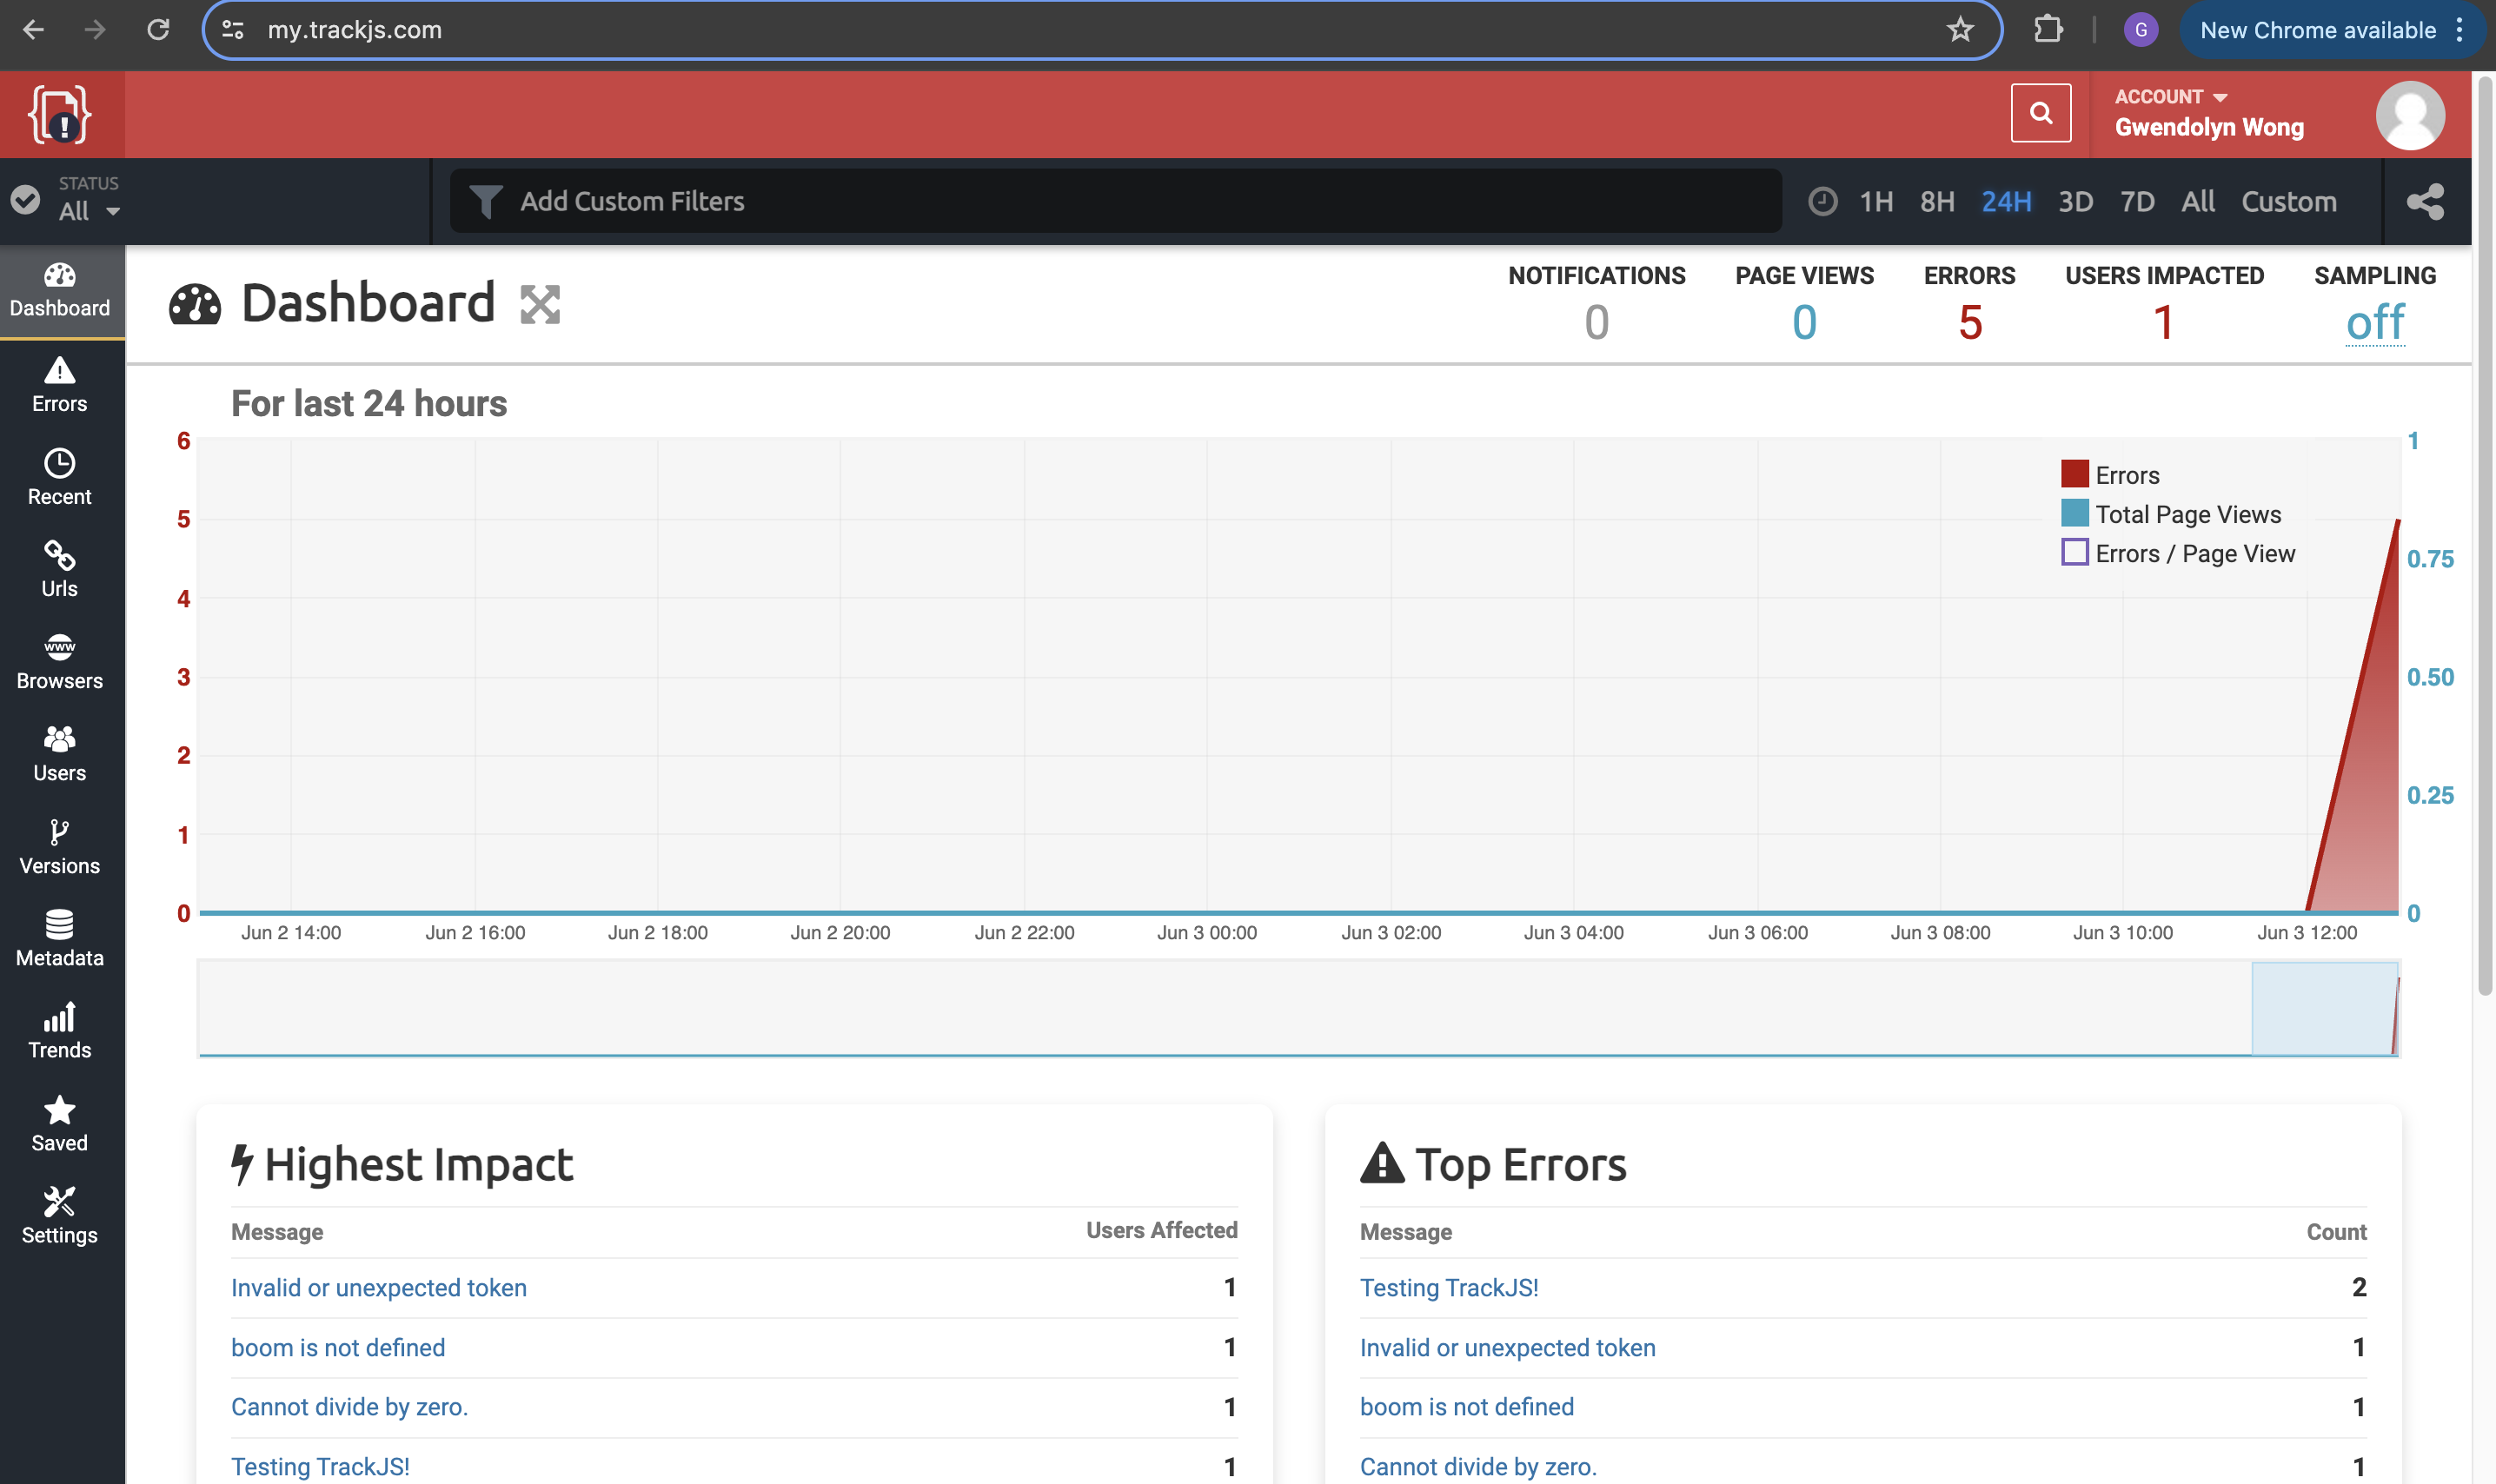 my.trackjs.com
G
New Chrome available
ACCOUNT
Gwendolyn Wong
STATUS
All
Add Custom Filters
1H 8H 24H 3D 7D All Custom
Dashboard
Errors
Recent
Urls
www
Browsers
Users
Versions
Metadata
Trends
Saved
Settings
Dashboard
NOTIFICATIONS PAGE VIEWS ERRORS USERS IMPACTED SAMPLING
0 0 5 1 off
For last 24 hours
6
5
4
3
2
1
0
Errors
Total Page Views
Errors / Page View
1
0.75
0.50
0.25
0
Jun 2 14:00 Jun 2 16:00 Jun 2 18:00 Jun 2 20:00 Jun 2 22:00 Jun 3 00:00 Jun 3 02:00 Jun 3 04:00 Jun 3 06:00 Jun 3 08:00 Jun 3 10:00 Jun 3 12:00
Highest Impact
Message Users Affected
Invalid or unexpected token 1
boom is not defined 1
Cannot divide by zero. 1
Testing TrackJS! 1
Top Errors
Message Count
Testing TrackJS! 2
Invalid or unexpected token 1
boom is not defined 1
Cannot divide by zero. 1